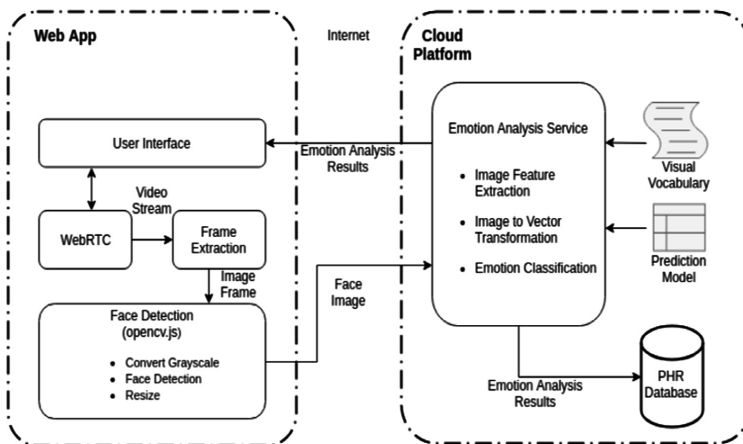 Web App
Internet
Cloud
Platform
User Interface
Emotion Analysis
Results
Emotion Analysis Service
• Image Feature
Extraction
• Image to Vector
Transformation
• Emotion Classification
Visual
Vocabulary
Prediction
Model
Video
Stream
WebRTC
Frame
Extraction
Image
Frame
Face Detection
(opencv.js)
• Convert Grayscale
• Face Detection
• Resize
Face
Image
Emotion Analysis
Results
PHR
Database